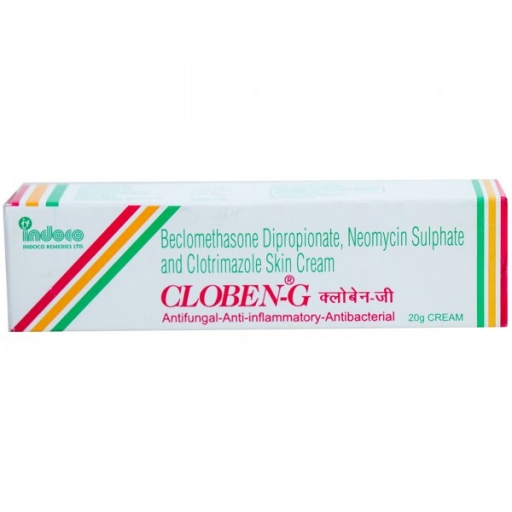 indoco
INDOCO REMEDIES LTD.
Beclomethasone Dipropionate, Neomycin Sulphate
and Clotrimazole Skin Cream
CLOBEN-G® क्लोबेन-जी
Antifungal-Anti-inflammatory-Antibacterial 20g CREAM